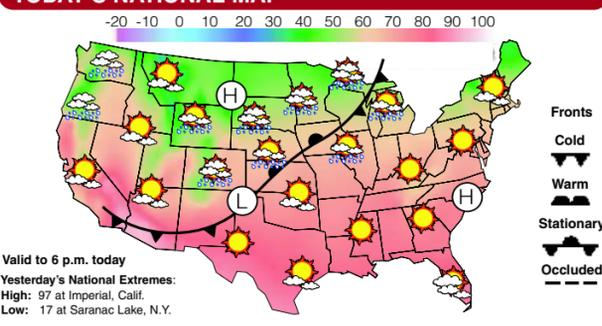 TODAY'S NATIONAL MAP
-20 -10 0 10 20 30 40 50 60 70 80 90 100
H
L
H
Fronts
Cold
Warm
Stationary
Occluded
Valid to 6 p.m. today
Yesterday's National Extremes:
High: 97 at Imperial, Calif.
Low: 17 at Saranac Lake, N.Y.